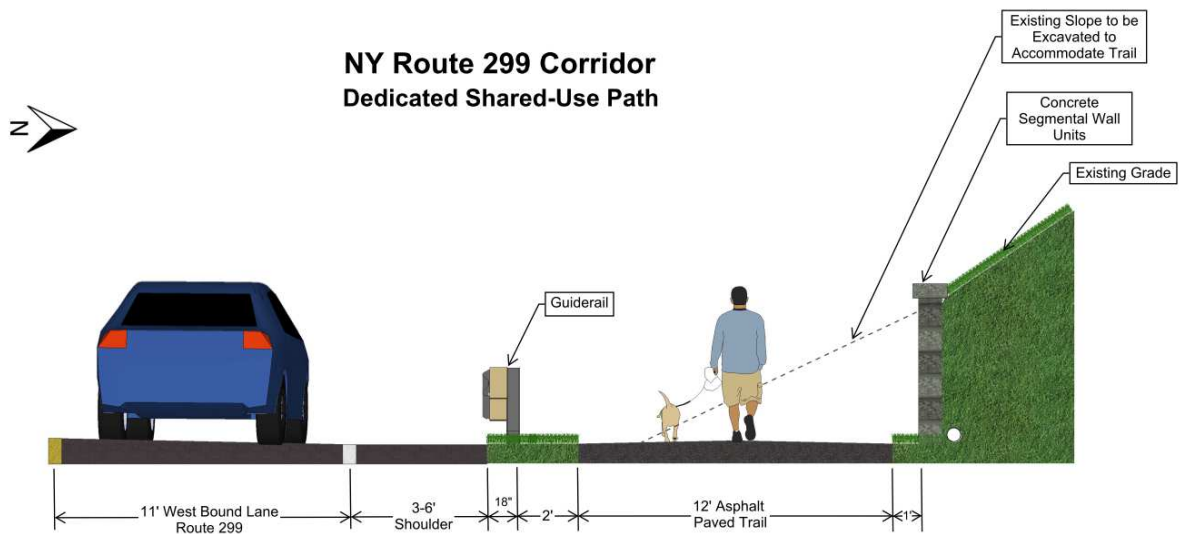 NY Route 299 Corridor
Dedicated Shared-Use Path
N
Existing Slope to be
Excavated to
Accommodate Trail
Concrete
Segmental Wall
Units
Existing Grade
Guiderail
11' West Bound Lane
Route 299
3-6'
Shoulder
18"
2'
12' Asphalt
Paved Trail
1'